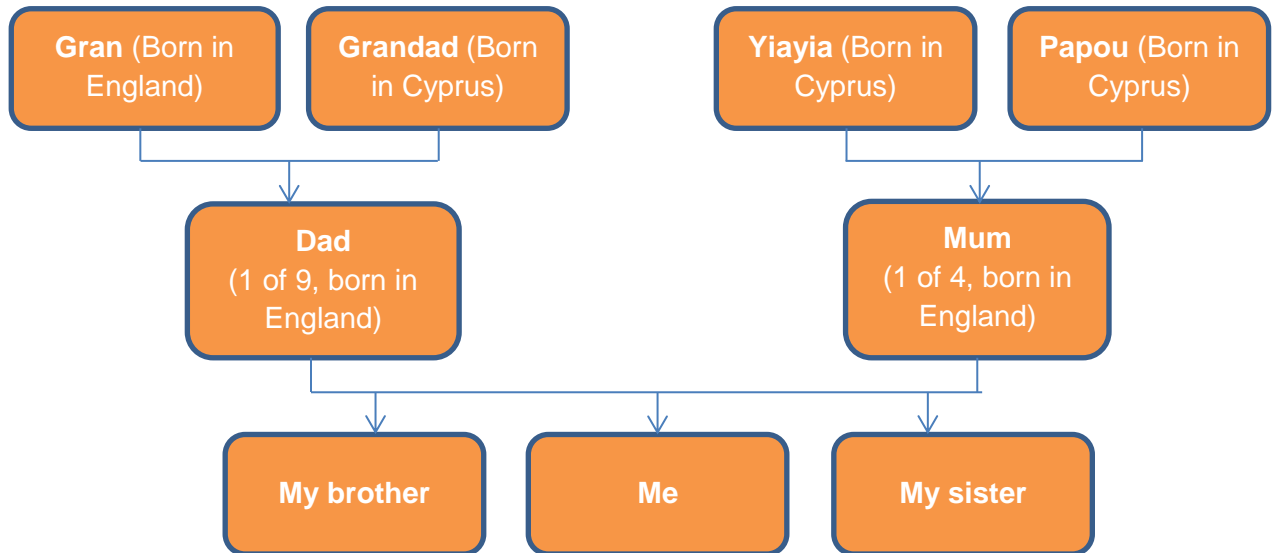 Gran (Born in
England)
Grandad (Born
in Cyprus)
Yiayia (Born in
Cyprus)
Papou (Born in
Cyprus)
Dad
(1 of 9, born in
England)
Mum
(1 of 4, born in
England)
My brother
Me
My sister